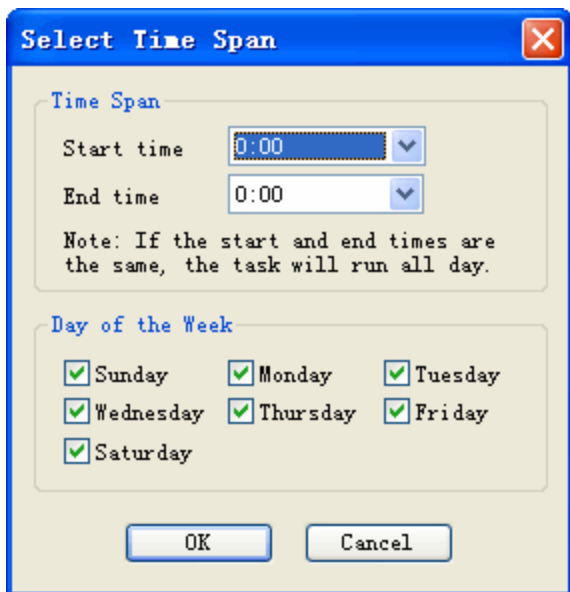 Select Time Span
Time Span
Start time 0:00
End time 0:00
Note: If the start and end times are
the same, the task will run all day.
Day of the Week
Sunday Monday Tuesday
Wednesday Thursday Friday
Saturday
OK Cancel